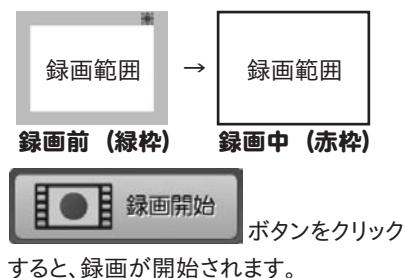 録画範囲 → 録画範囲
録画前（緑枠） 録画中（赤枠）
録画開始 ボタンをクリック
すると、録画が開始されます。